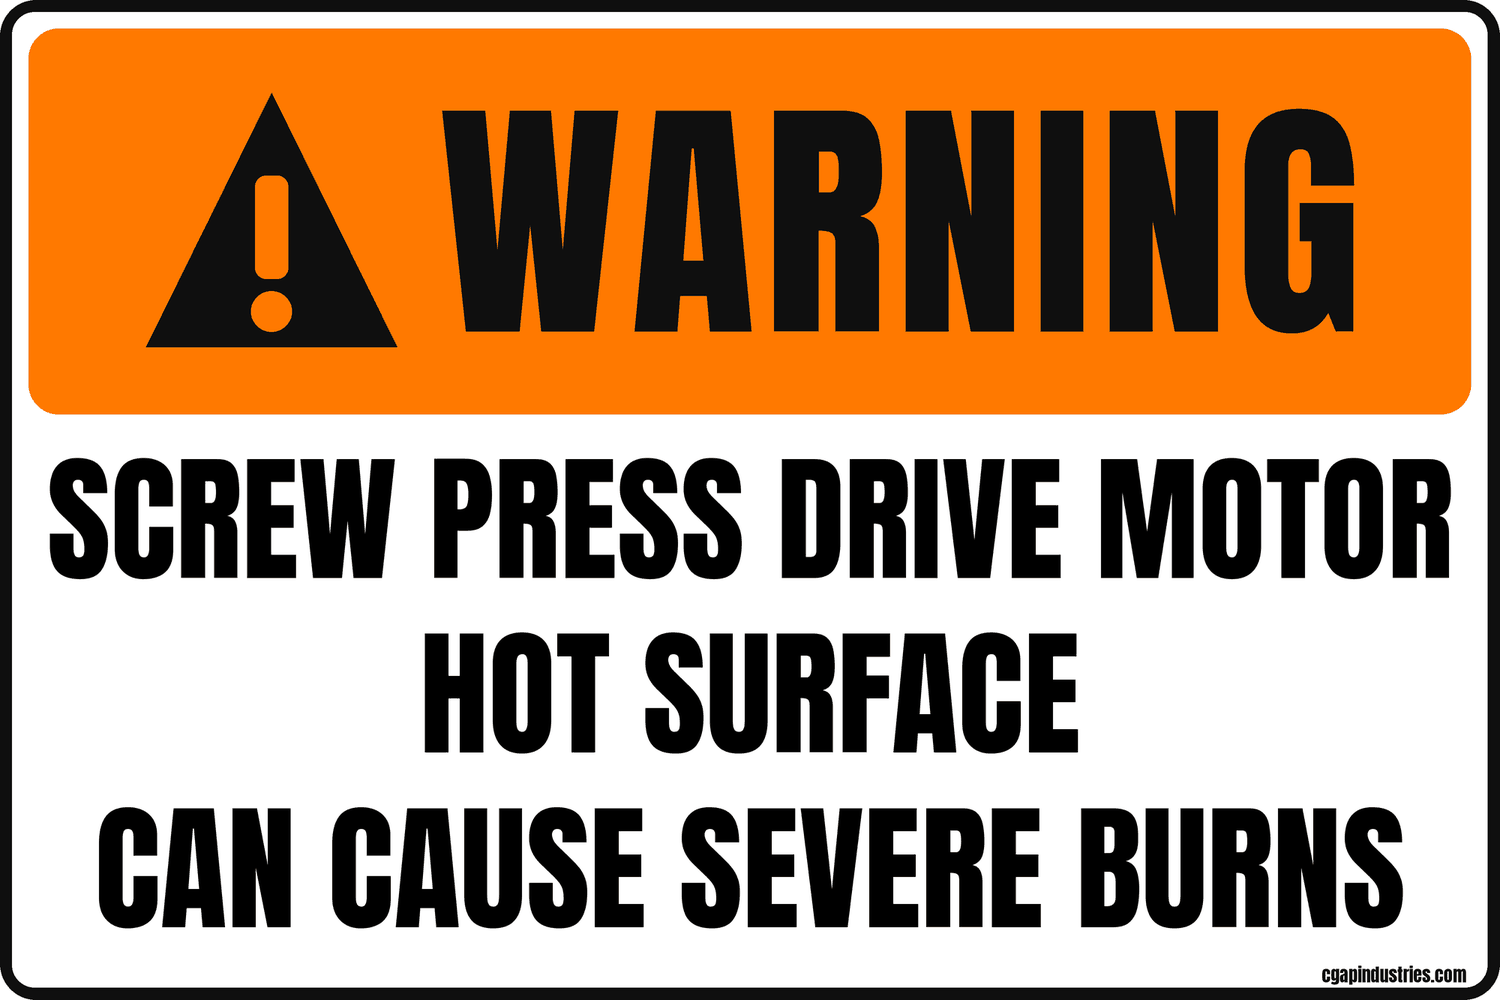 WARNING
SCREW PRESS DRIVE MOTOR
HOT SURFACE
CAN CAUSE SEVERE BURNS
cgapindustries.com